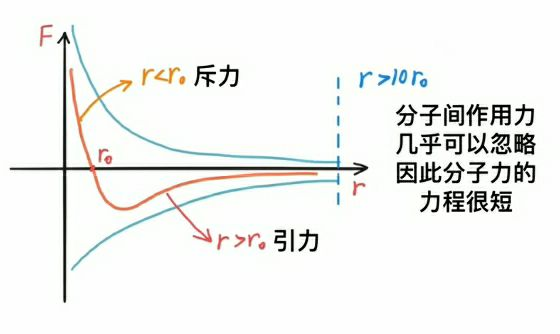 F
r<r₀ 斥力
r>10r₀
分子间作用力
几乎可以忽略
因此分子力的
力程很短
r₀
r
r>r₀ 引力